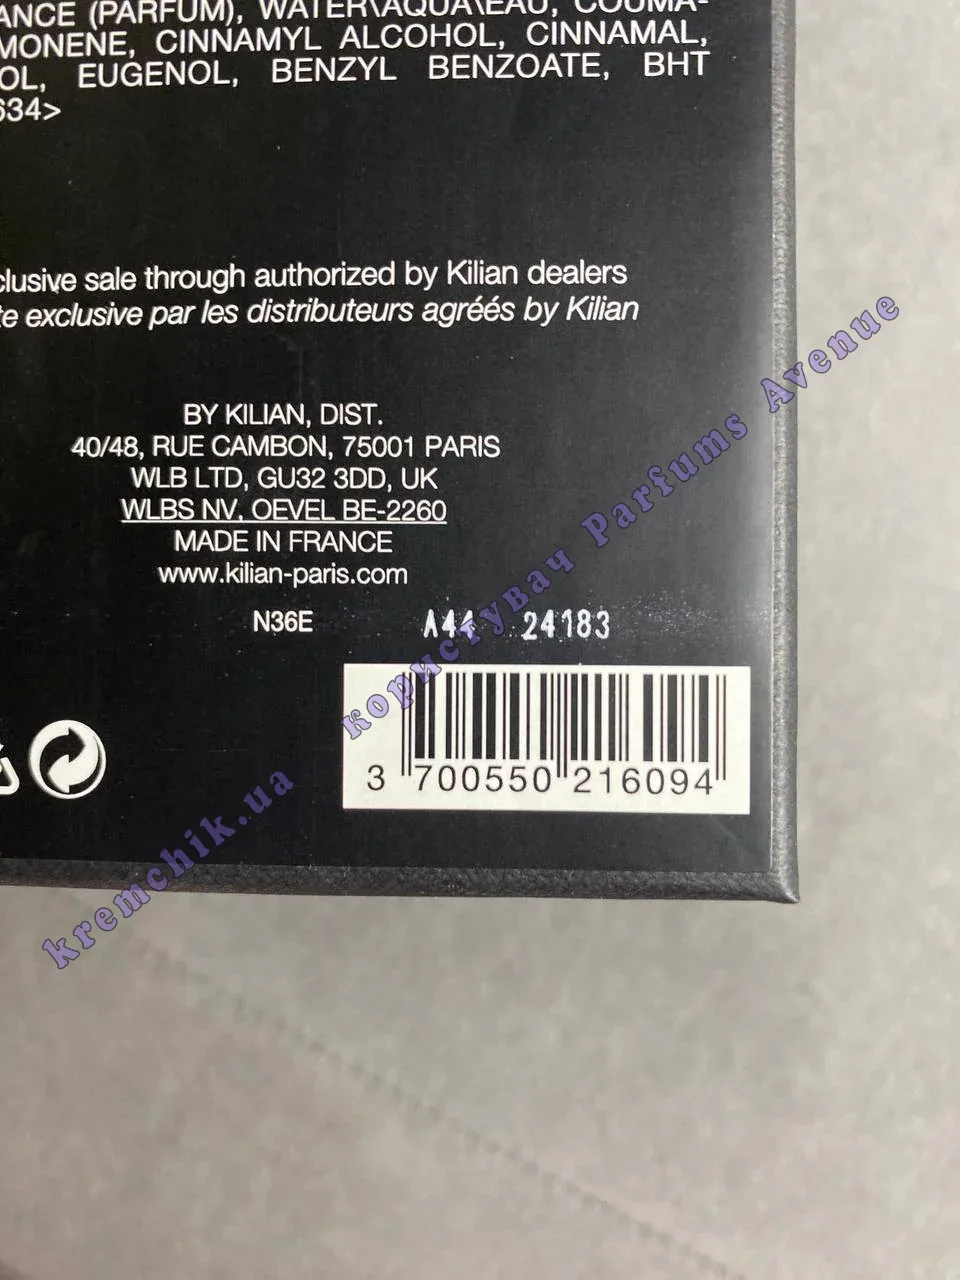 ANCE (PARFUM), WATER\AQUA\EAU, COUMA-
MONENE, CINNAMYL ALCOHOL, CINNAMAL,
OL, EUGENOL, BENZYL BENZOATE, BHT
634>
clusive sale through authorized by Kilian dealers
te exclusive par les distributeurs agréés by Kilian
BY KILIAN, DIST.
40/48, RUE CAMBON, 75001 PARIS
WLB LTD, GU32 3DD, UK
WLBS NV, OEVEL BE-2260
MADE IN FRANCE
www.kilian-paris.com
N36E A44 24183
3 700550 216094
kremchik.ua користувач Parfums Avenue